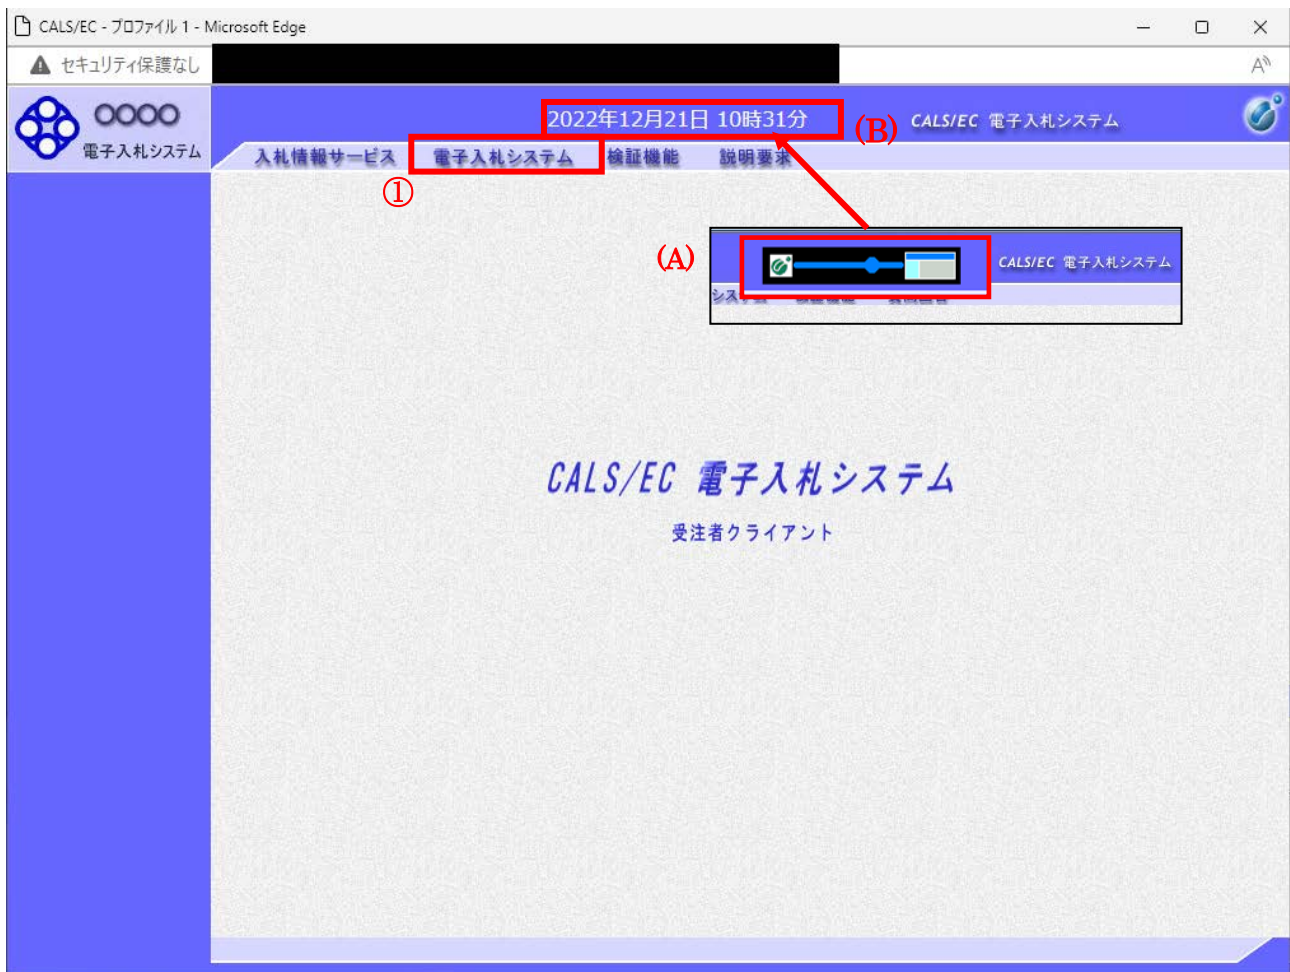 CALS/EC - プロファイル 1 - Microsoft Edge
セキュリティ保護なし
A
〇〇〇〇
電子入札システム
2022年12月21日 10時31分
(B)
CALS/EC 電子入札システム
入札情報サービス 電子入札システム 検証機能 説明要求
①
(A)
CALS/EC 電子入札システム
システム
CALS/EC 電子入札システム
受注者クライアント